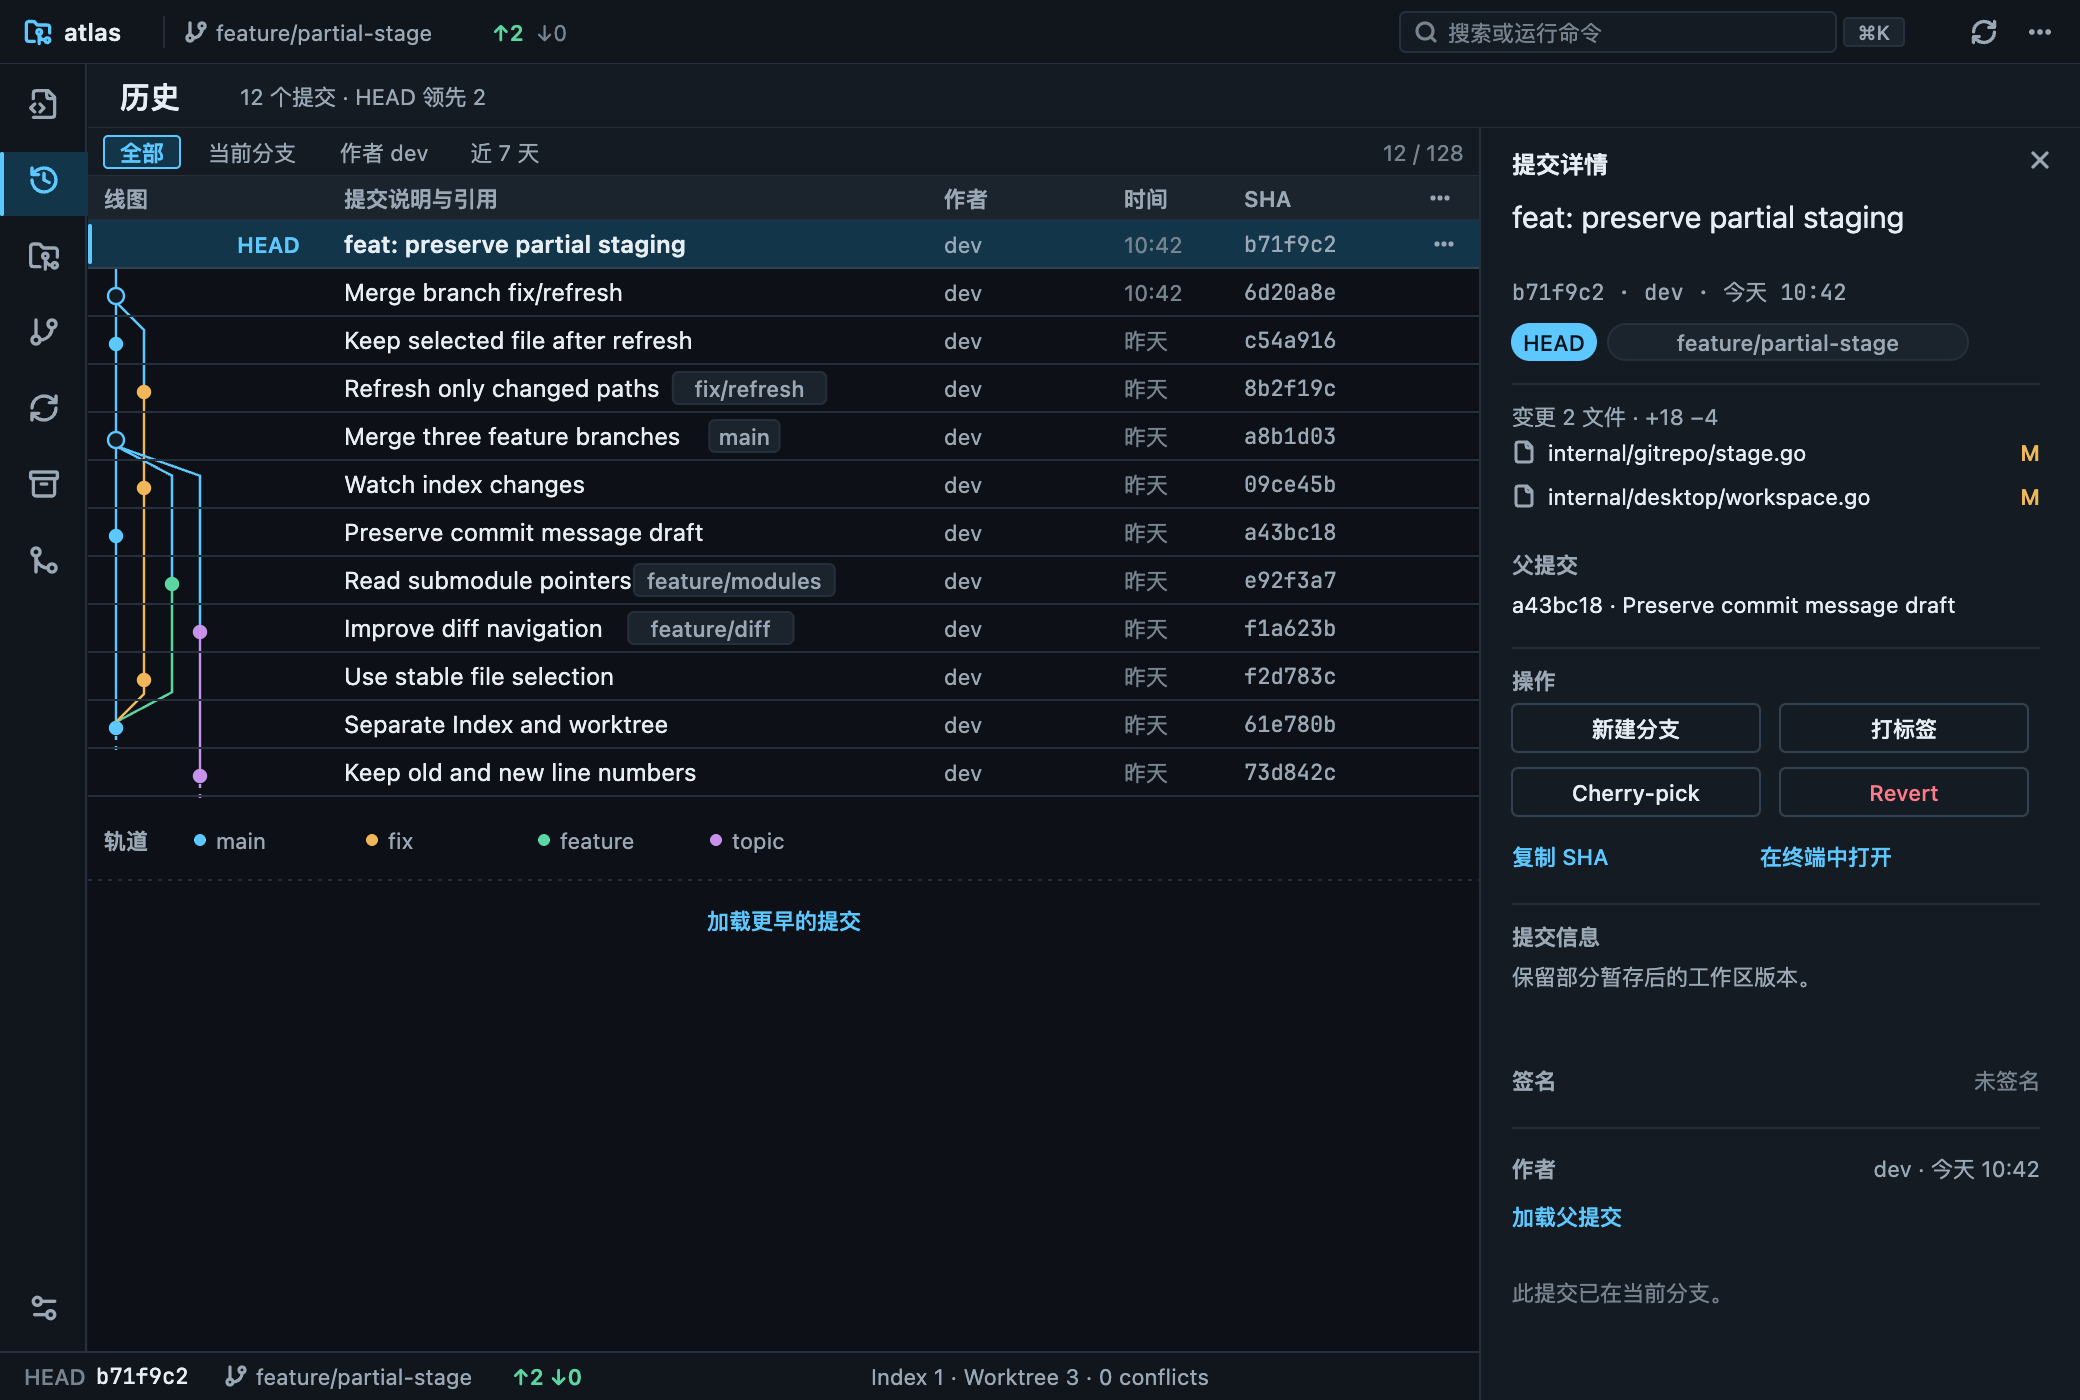 atlas feature/partial-stage ↑2 ↓0 搜索或运行命令 ⌘K
历史 12 个提交 · HEAD 领先 2
全部 当前分支 作者 dev 近 7 天 12 / 128
线图 提交说明与引用 作者 时间 SHA
HEAD feat: preserve partial staging dev 10:42 b71f9c2
Merge branch fix/refresh dev 10:42 6d20a8e
Keep selected file after refresh dev 昨天 c54a916
Refresh only changed paths fix/refresh dev 昨天 8b2f19c
Merge three feature branches main dev 昨天 a8b1d03
Watch index changes dev 昨天 09ce45b
Preserve commit message draft dev 昨天 a43bc18
Read submodule pointers feature/modules dev 昨天 e92f3a7
Improve diff navigation feature/diff dev 昨天 f1a623b
Use stable file selection dev 昨天 f2d783c
Separate Index and worktree dev 昨天 61e780b
Keep old and new line numbers dev 昨天 73d842c
轨道 main fix feature topic
加载更早的提交
提交详情
feat: preserve partial staging
b71f9c2 · dev · 今天 10:42
HEAD feature/partial-stage
变更 2 文件 · +18 −4
internal/gitrepo/stage.go M
internal/desktop/workspace.go M
父提交
a43bc18 · Preserve commit message draft
操作
新建分支 打标签
Cherry-pick Revert
复制 SHA 在终端中打开
提交信息
保留部分暂存后的工作区版本。
签名 未签名
作者 dev · 今天 10:42
加载父提交
此提交已在当前分支。
HEAD b71f9c2 feature/partial-stage ↑2 ↓0 Index 1 · Worktree 3 · 0 conflicts